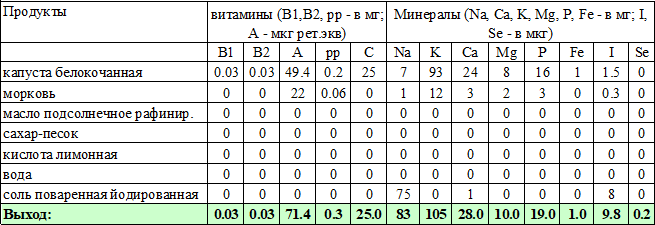 Продукты витамины (B1,B2, pp - в мг; Минералы (Na, Ca, K, Mg, P, Fe - в мг; I,
A - мкг рет.экв) Se - в мкг)
B1 B2 A pp C Na K Ca Mg P Fe I Se
капуста белокочанная 0.03 0.03 49.4 0.2 25 7 93 24 8 16 1 1.5 0
морковь 0 0 22 0.06 0 1 12 3 2 3 0 0.3 0
масло подсолнечное рафинир. 0 0 0 0 0 0 0 0 0 0 0 0 0
сахар-песок 0 0 0 0 0 0 0 0 0 0 0 0 0
кислота лимонная 0 0 0 0 0 0 0 0 0 0 0 0 0
вода 0 0 0 0 0 0 0 0 0 0 0 0 0
соль поваренная йодированная 0 0 0 0 0 75 0 1 0 0 0 8 0
Выход: 0.03 0.03 71.4 0.3 25.0 83 105 28.0 10.0 19.0 1.0 9.8 0.2